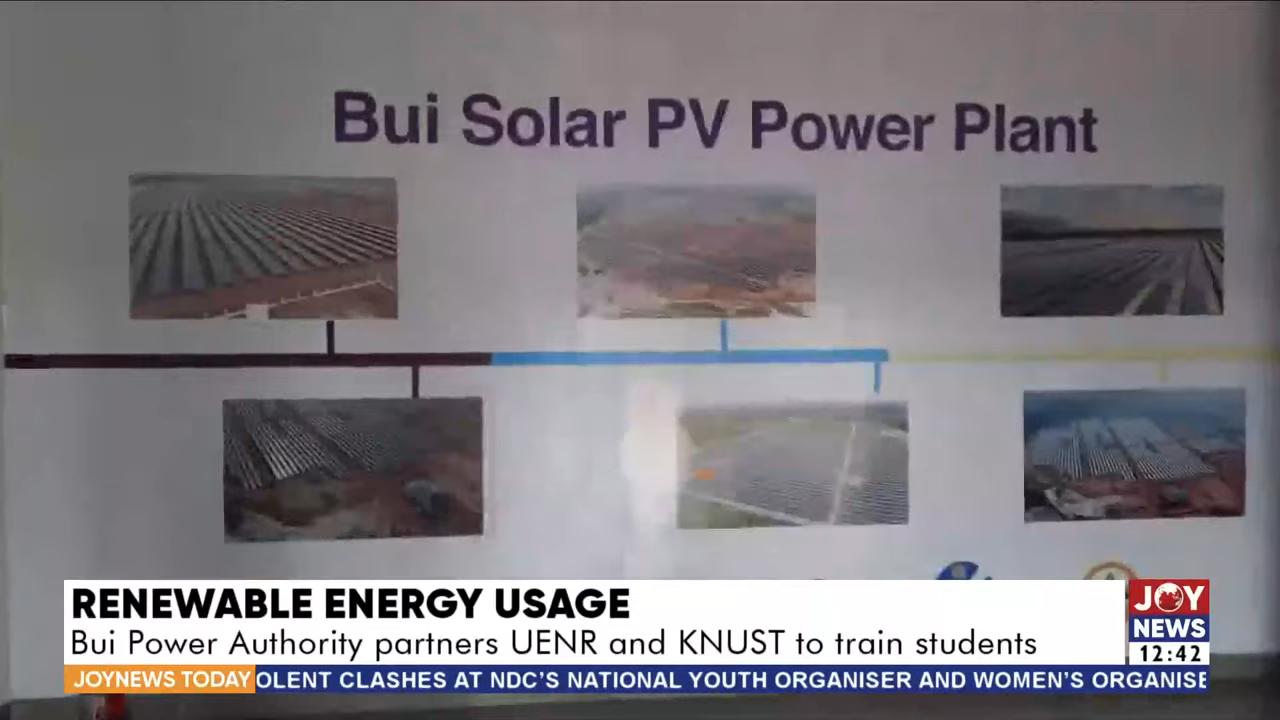 Bui Solar PV Power Plant
RENEWABLE ENERGY USAGE
Bui Power Authority partners UENR and KNUST to train students
JOY
NEWS
12:42
JOYNEWS TODAY
OLENT CLASHES AT NDC'S NATIONAL YOUTH ORGANISER AND WOMEN'S ORGANISE